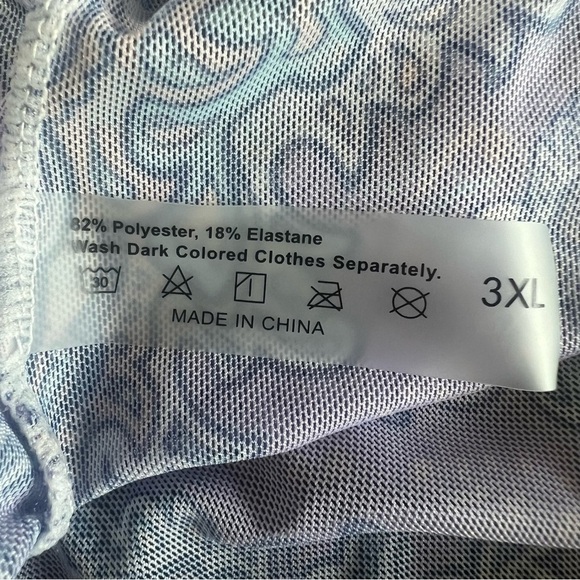 82% Polyester, 18% Elastane
Wash Dark Colored Clothes Separately.
30
3XL
MADE IN CHINA